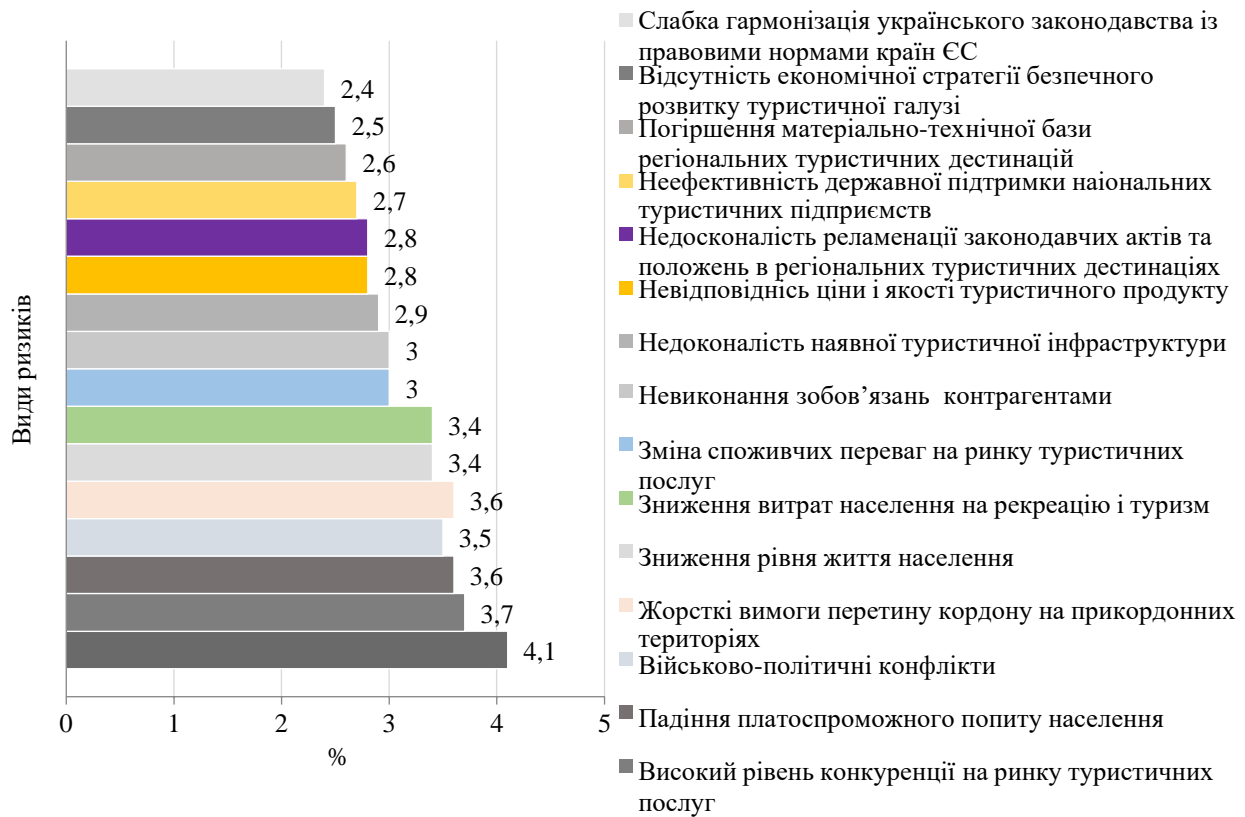 Види ризиків
2,4
2,5
2,6
2,7
2,8
2,8
2,9
3
3
3,4
3,4
3,6
3,5
3,6
3,7
4,1
0 1 2 3 4 5
%
Слабка гармонізація українського законодавства із
правовими нормами країн ЄС
Відсутність економічної стратегії безпечного
розвитку туристичної галузі
Погіршення матеріально-технічної бази
регіональних туристичних дестинацій
Неефективність державної підтримки наіональних
туристичних підприємств
Недосконалість реламенації законодавчих актів та
положень в регіональних туристичних дестинаціях
Невідповіднісь ціни і якості туристичного продукту
Недоконалість наявної туристичної інфраструктури
Невиконання зобов’язань контрагентами
Зміна споживчих переваг на ринку туристичних
послуг
Зниження витрат населення на рекреацію і туризм
Зниження рівня життя населення
Жорсткі вимоги перетину кордону на прикордонних
територіях
Військово-політичні конфлікти
Падіння платоспроможного попиту населення
Високий рівень конкуренції на ринку туристичних
послуг